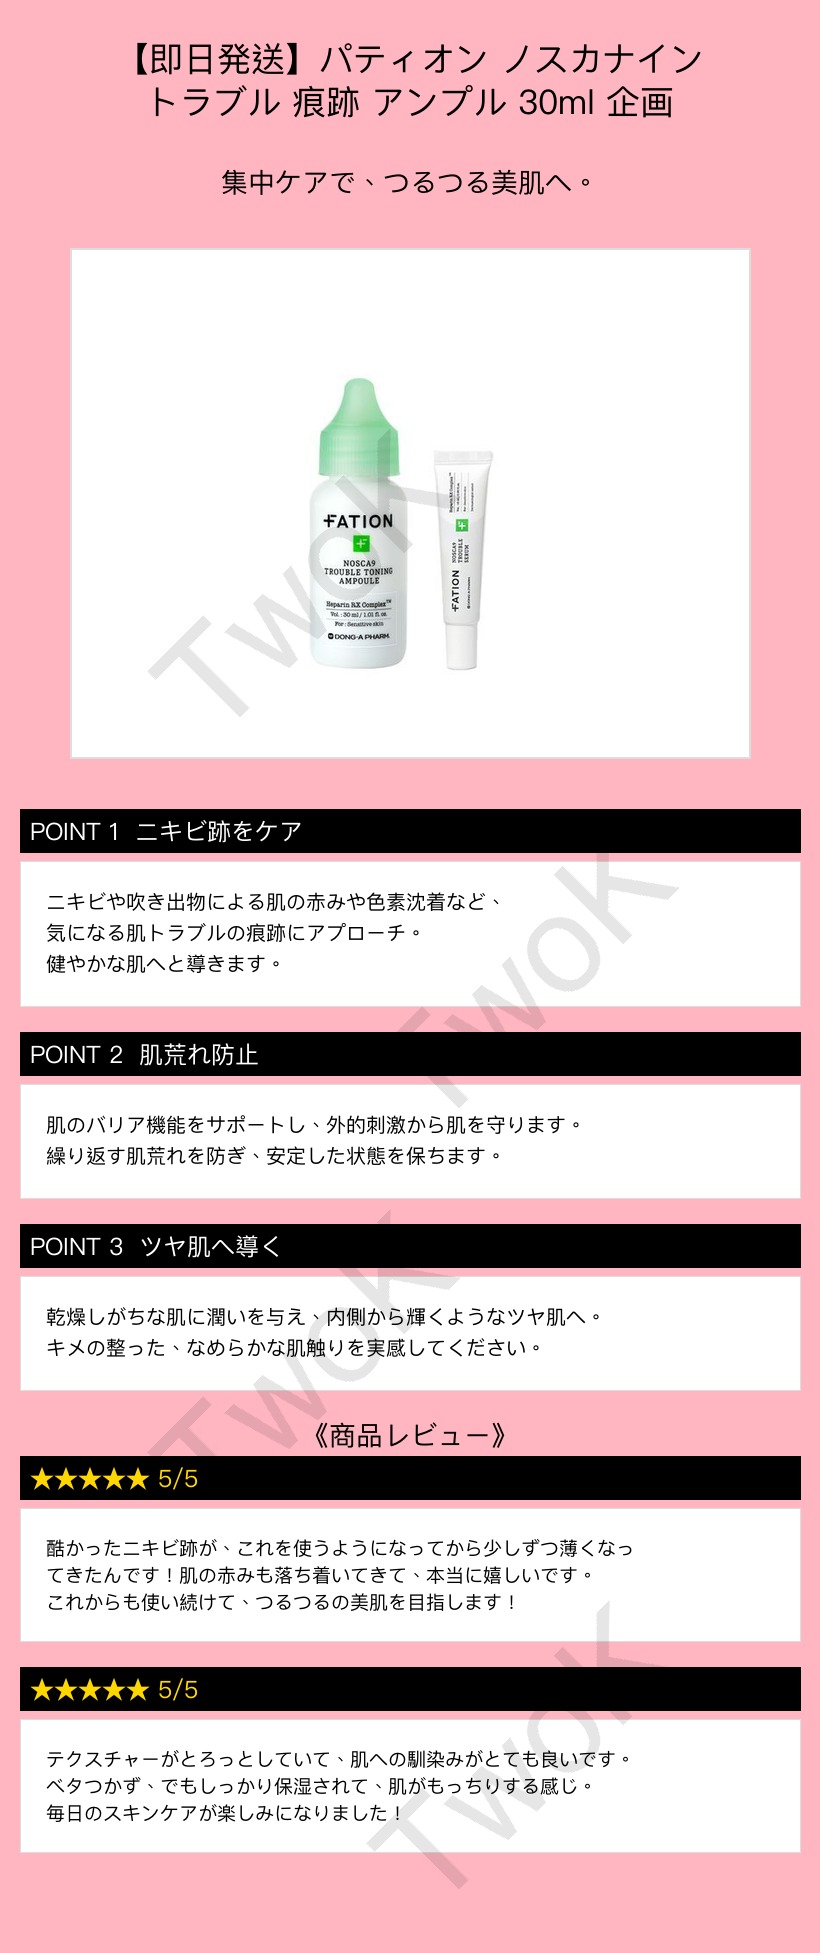 【即日発送】パティオン ノスカナイン
トラブル 痕跡 アンプル 30ml 企画
集中ケアで、つるつる美肌へ。
FATION
NOSCA9
TROUBLE TONING
AMPOULE
Heparin RX Complex™
Vol. : 30 ml / 1.01 fl. oz
For : Sensitive skin
DONG-A PHARM.
FATION
NOSCA9
TROUBLE
SERUM
DONG-A PHARM.
Heparin RX Complex™
TwoK
POINT 1 ニキビ跡をケア
ニキビや吹き出物による肌の赤みや色素沈着など、
気になる肌トラブルの痕跡にアプローチ。
健やかな肌へと導きます。
TwoK
POINT 2 肌荒れ防止
肌のバリア機能をサポートし、外的刺激から肌を守ります。
繰り返す肌荒れを防ぎ、安定した状態を保ちます。
POINT 3 ツヤ肌へ導く
乾燥しがちな肌に潤いを与え、内側から輝くようなツヤ肌へ。
キメの整った、なめらかな肌触りを実感してください。
TwoK
《商品レビュー》
★★★★★ 5/5
酷かったニキビ跡が、これを使うようになってから少しずつ薄くなっ
てきたんです！肌の赤みも落ち着いてきて、本当に嬉しいです。
これからも使い続けて、つるつるの美肌を目指します！
★★★★★ 5/5
テクスチャーがとろっとしていて、肌への馴染みがとても良いです。
ベタつかず、でもしっかり保湿されて、肌がもっちりする感じ。
毎日のスキンケアが楽しみになりました！
TwoK